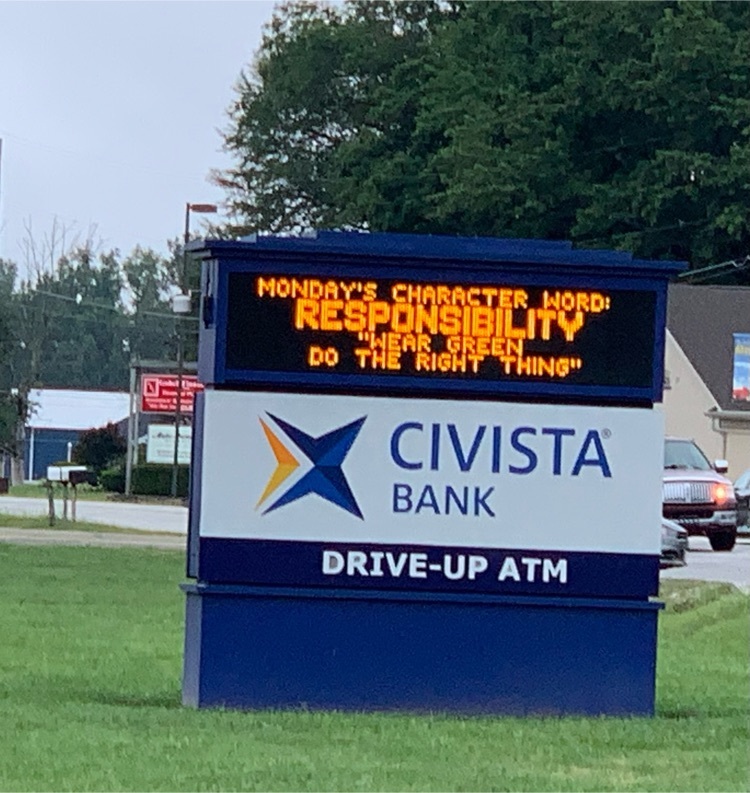 MONDAY'S CHARACTER WORD:
RESPONSIBILITY
"WEAR GREEN
DO THE RIGHT THING"
CIVISTA®
BANK
DRIVE-UP ATM